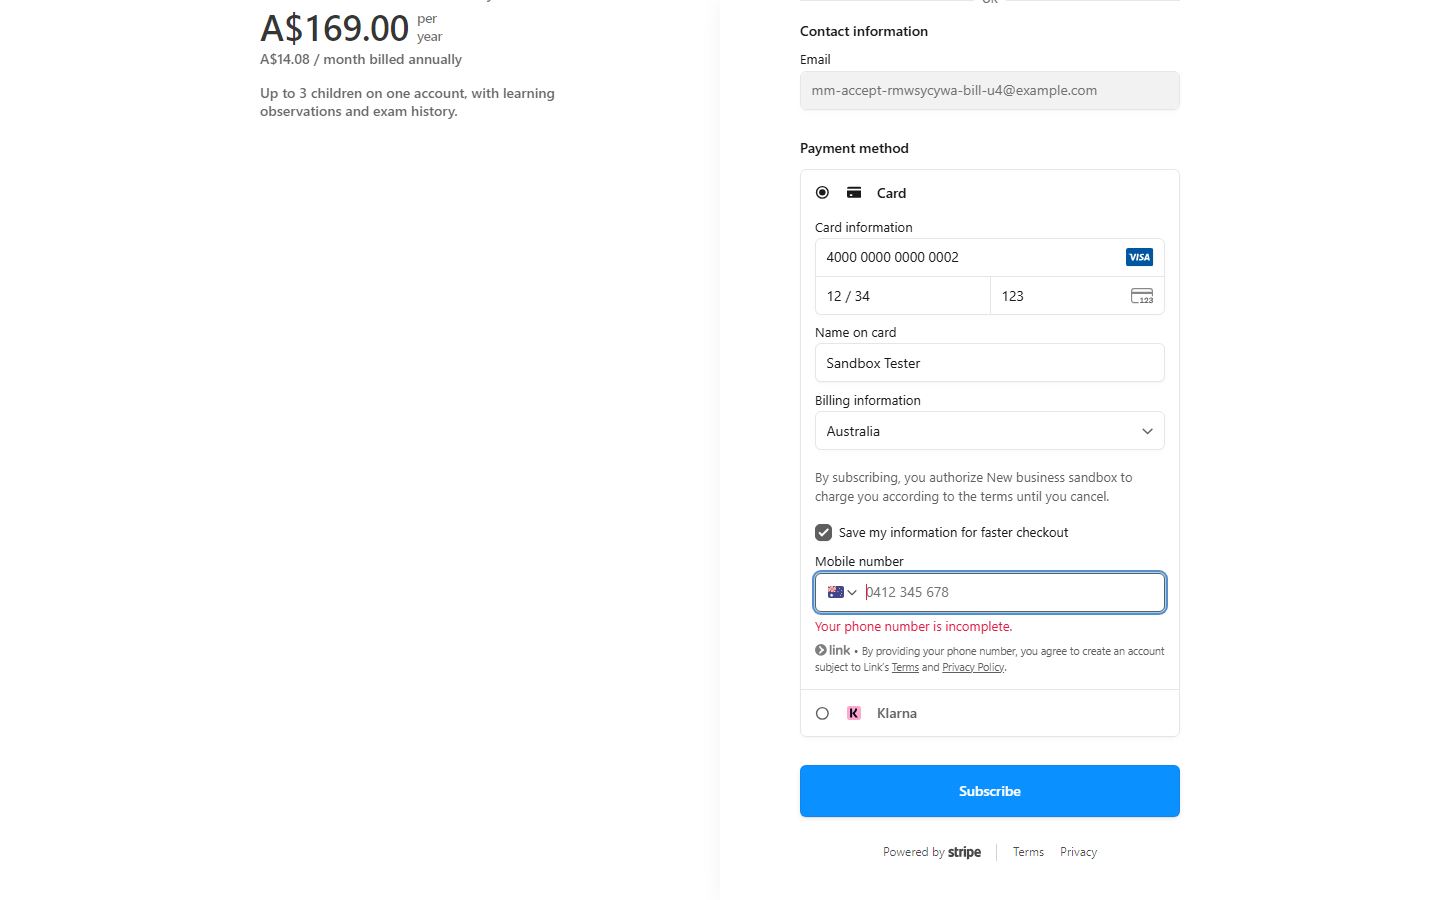 A$169.00 per year
A$14.08 / month billed annually
Up to 3 children on one account, with learning
observations and exam history.
OR
Contact information
Email
mm-accept-rmwsycywa-bill-u4@example.com
Payment method
Card
Card information
4000 0000 0000 0002
VISA
12 / 34
123
123
Name on card
Sandbox Tester
Billing information
Australia
By subscribing, you authorize New business sandbox to
charge you according to the terms until you cancel.
Save my information for faster checkout
Mobile number
0412 345 678
Your phone number is incomplete.
link • By providing your phone number, you agree to create an account
subject to Link's Terms and Privacy Policy.
K Klarna
Subscribe
Powered by stripe
Terms
Privacy